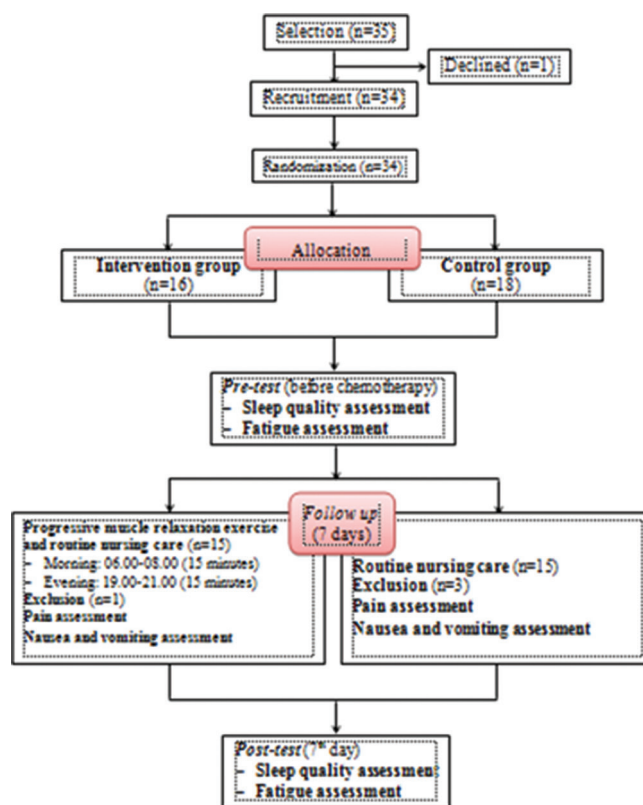 Selection (n=35)
Declined (n=1)
Recruitment (n=34)
Randomization (n=34)
Allocation
Intervention group
(n=16)
Control group
(n=18)
Pre-test (before chemotherapy)
– Sleep quality assessment
– Fatigue assessment
Follow up
(7 days)
Progressive muscle relaxation exercise
and routine nursing care (n=15)
– Morning: 06.00-08.00 (15 minutes)
– Evening: 19.00-21.00 (15 minutes)
Exclusion (n=1)
Pain assessment
Nausea and vomiting assessment
Routine nursing care (n=15)
Exclusion (n=3)
Pain assessment
Nausea and vomiting assessment
Post-test (7th day)
– Sleep quality assessment
– Fatigue assessment